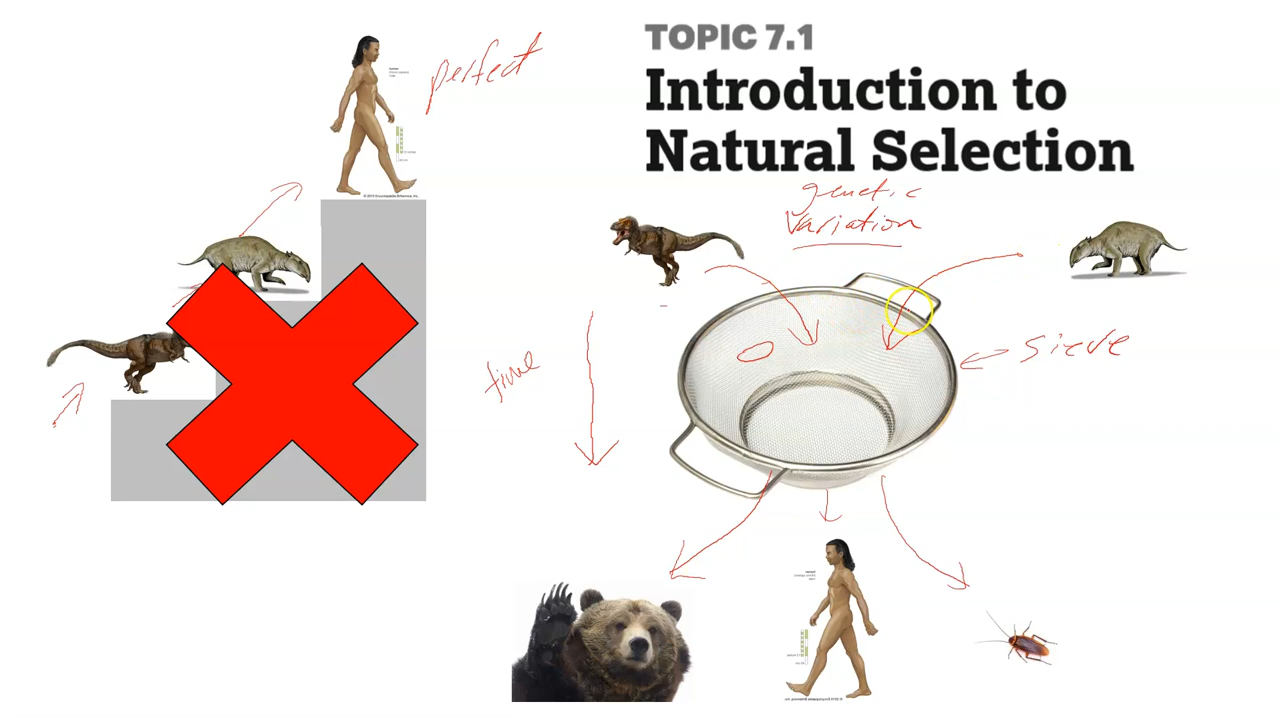 TOPIC 7.1
Introduction to
Natural Selection
perfect
genetic
variation
time
sieve